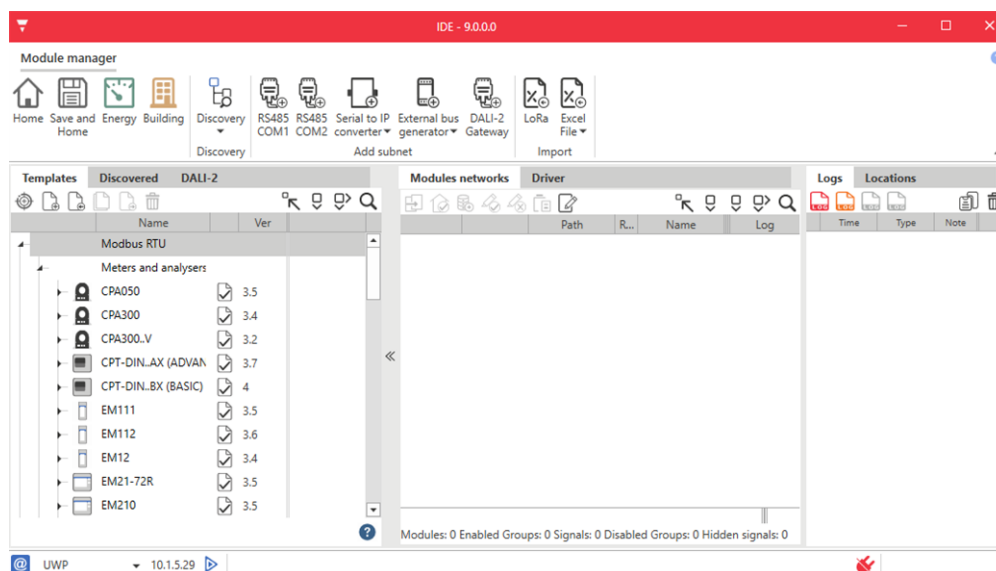 IDE - 9.0.0.0
Module manager
Home Save and Home Energy Building Discovery RS485 COM1 RS485 COM2 Serial to IP converter External bus generator DALI-2 Gateway LoRa Excel File
Discovery Add subnet Import
Templates Discovered DALI-2 Modules networks Driver Logs Locations
LOG LOG LOG LOG
Name Ver Path R... Name Log Time Type Note
Modbus RTU
Meters and analysers
CPA050 3.5
CPA300 3.4
CPA300..V 3.2
CPT-DIN..AX (ADVAN 3.7
CPT-DIN..BX (BASIC) 4
EM111 3.5
EM112 3.6
EM12 3.4
EM21-72R 3.5
EM210 3.5
Modules: 0 Enabled Groups: 0 Signals: 0 Disabled Groups: 0 Hidden signals: 0
UWP 10.1.5.29